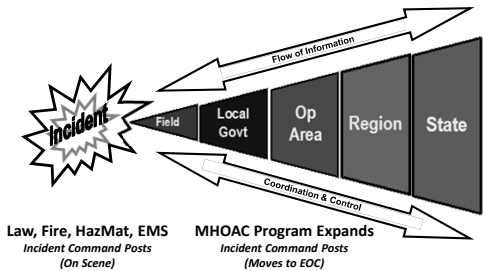 Flow of Information
Incident
Field
Local
Govt
Op
Area
Region
State
Coordination & Control
Law, Fire, HazMat, EMS
Incident Command Posts
(On Scene)
MHOAC Program Expands
Incident Command Posts
(Moves to EOC)